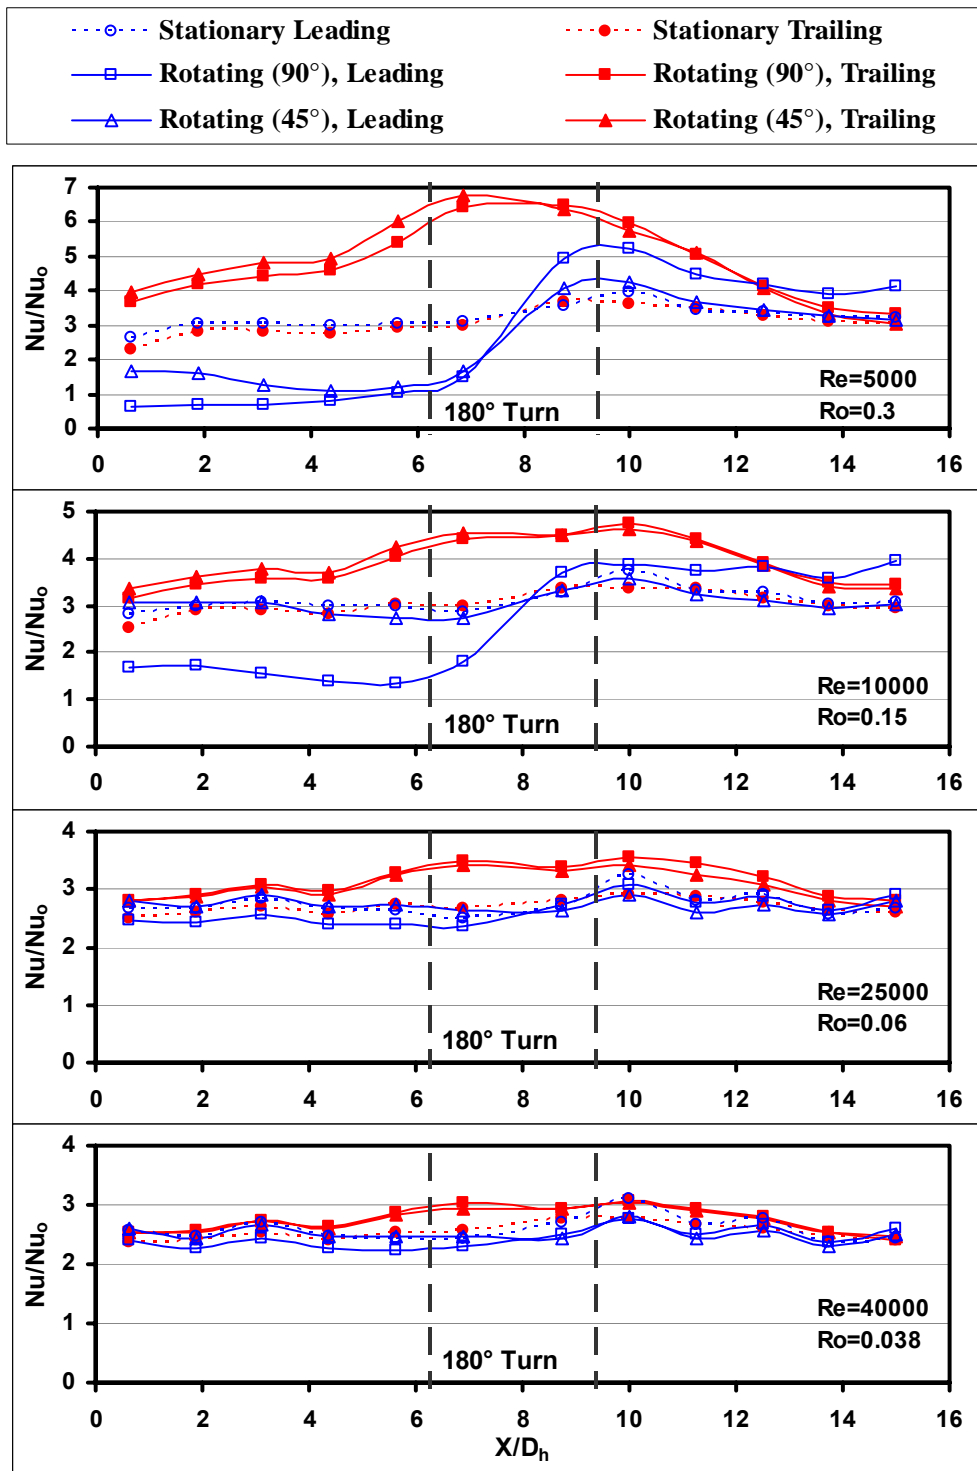 Stationary Leading
Stationary Trailing
Rotating (90°), Leading
Rotating (90°), Trailing
Rotating (45°), Leading
Rotating (45°), Trailing
7
6
5
4
3
2
1
0
Nu/Nuo
180° Turn
Re=5000
Ro=0.3
0 2 4 6 8 10 12 14 16
5
4
3
2
1
0
Nu/Nuo
180° Turn
Re=10000
Ro=0.15
0 2 4 6 8 10 12 14 16
4
3
2
1
0
Nu/Nuo
180° Turn
Re=25000
Ro=0.06
0 2 4 6 8 10 12 14 16
4
3
2
1
0
Nu/Nuo
180° Turn
Re=40000
Ro=0.038
0 2 4 6 8 10 12 14 16
X/Dh